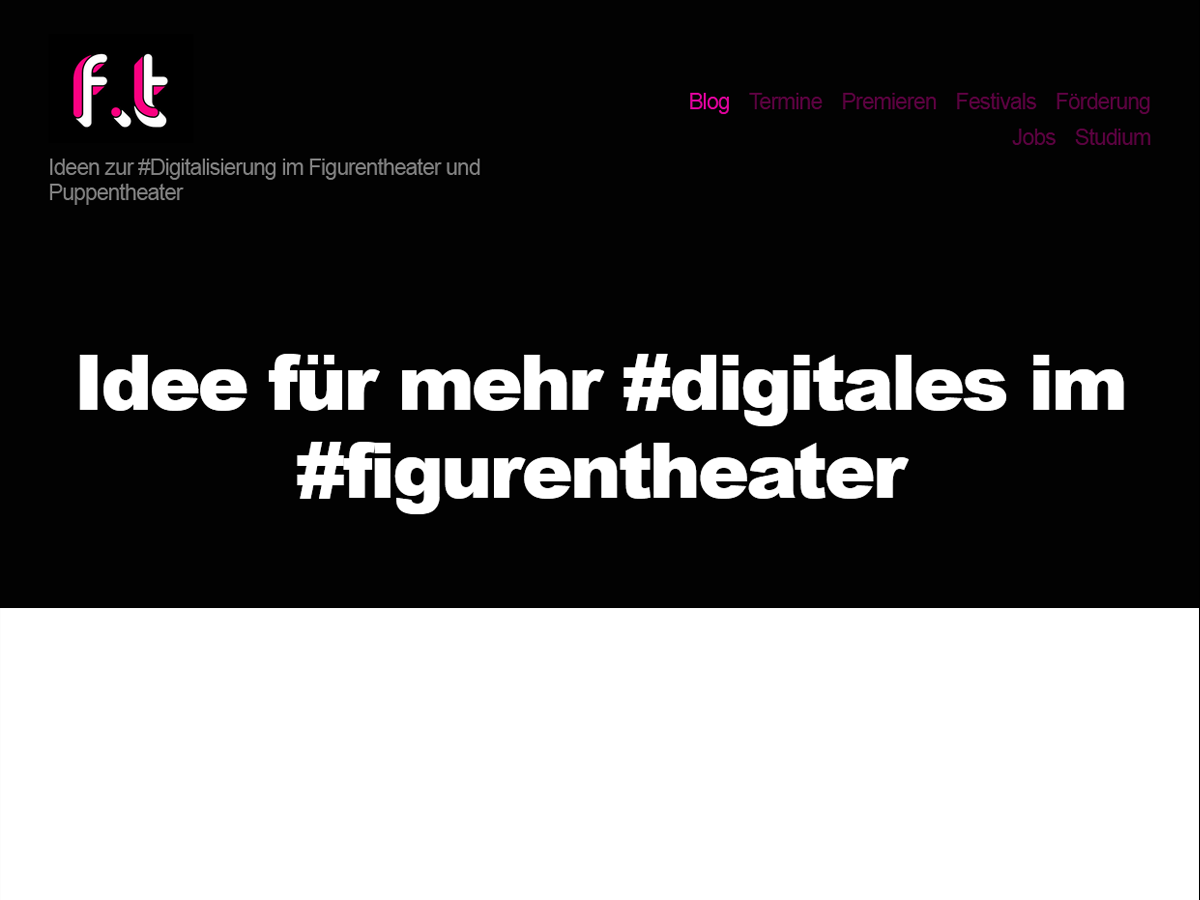 f.t
Blog Termine Premieren Festivals Förderung
Jobs Studium
Ideen zur #Digitalisierung im Figurentheater und
Puppentheater
Idee für mehr #digitales im
#figurentheater